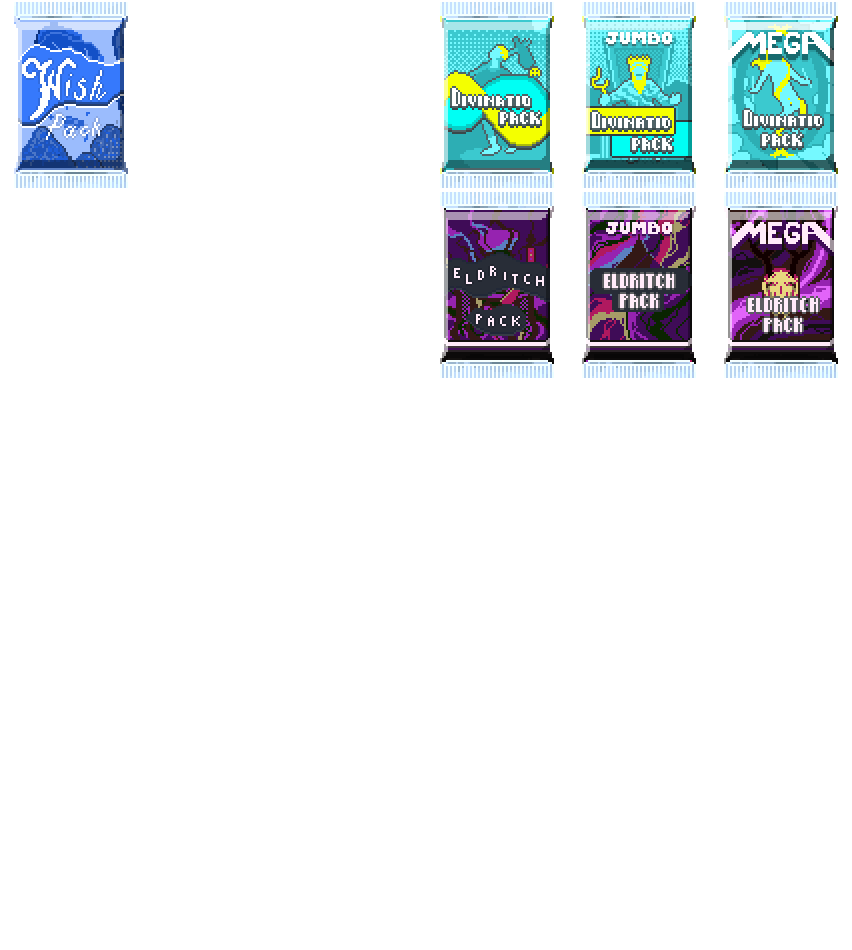 Wish
Pack
Divinatio
Pack
Jumbo
Divinatio
Pack
Mega
Divinatio
Pack
Eldritch
Pack
Jumbo
Eldritch
Pack
Mega
Eldritch
Pack